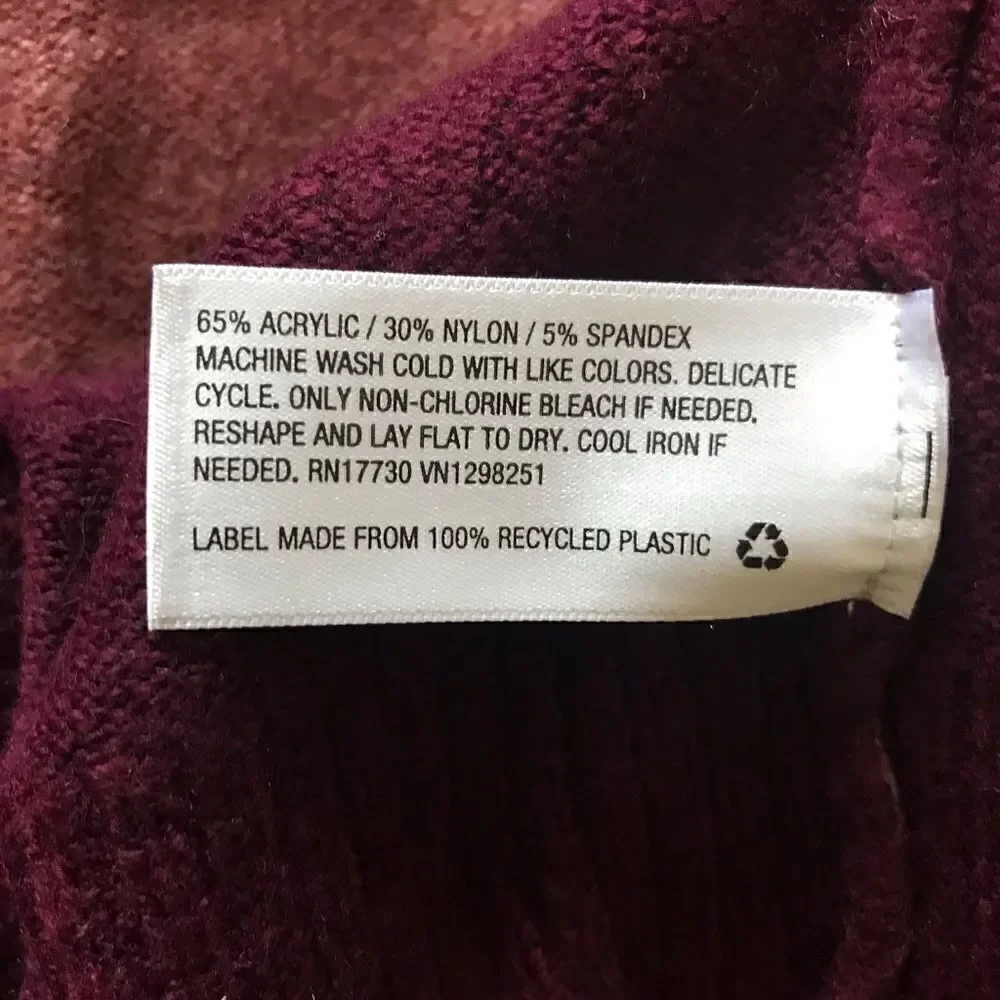 65% ACRYLIC / 30% NYLON / 5% SPANDEX
MACHINE WASH COLD WITH LIKE COLORS. DELICATE
CYCLE. ONLY NON-CHLORINE BLEACH IF NEEDED.
RESHAPE AND LAY FLAT TO DRY. COOL IRON IF
NEEDED. RN17730 VN1298251
LABEL MADE FROM 100% RECYCLED PLASTIC